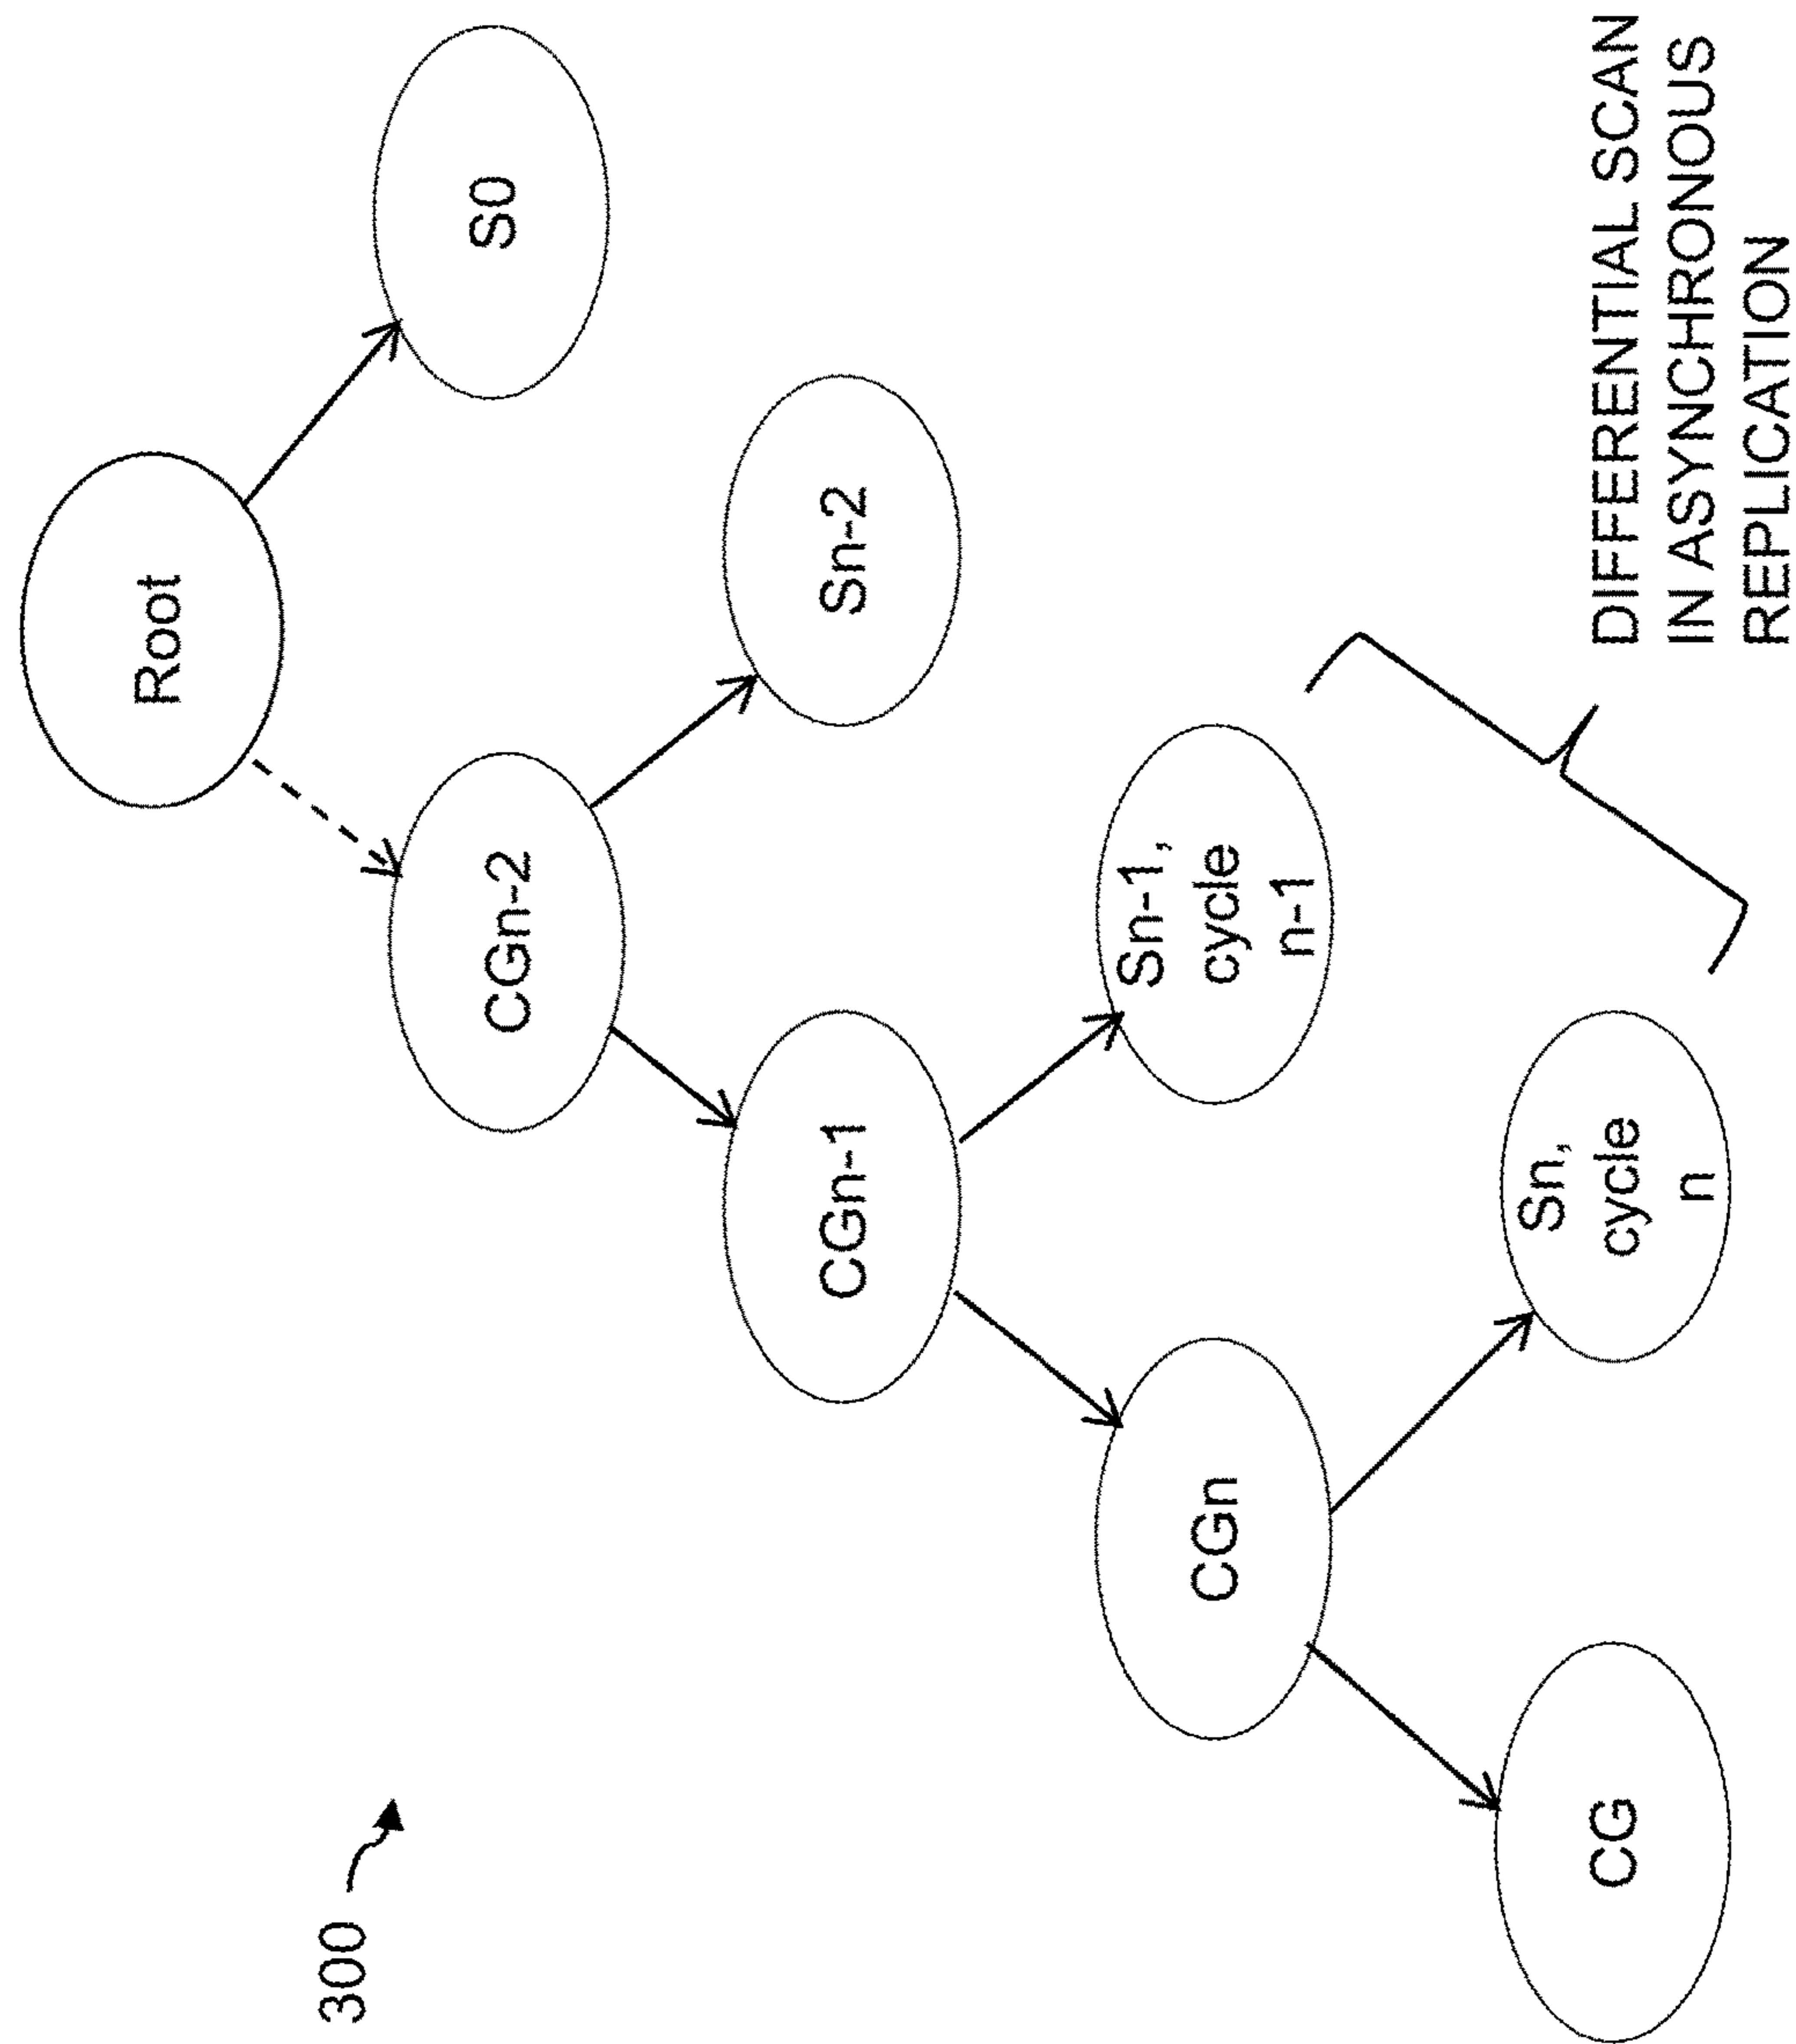 300
Root
S0
CGn-2
Sn-2
CGn-1
Sn-1,
cycle
n-1
CGn
Sn,
cycle
n
CG
DIFFERENTIAL SCAN
IN ASYNCHRONOUS
REPLICATION